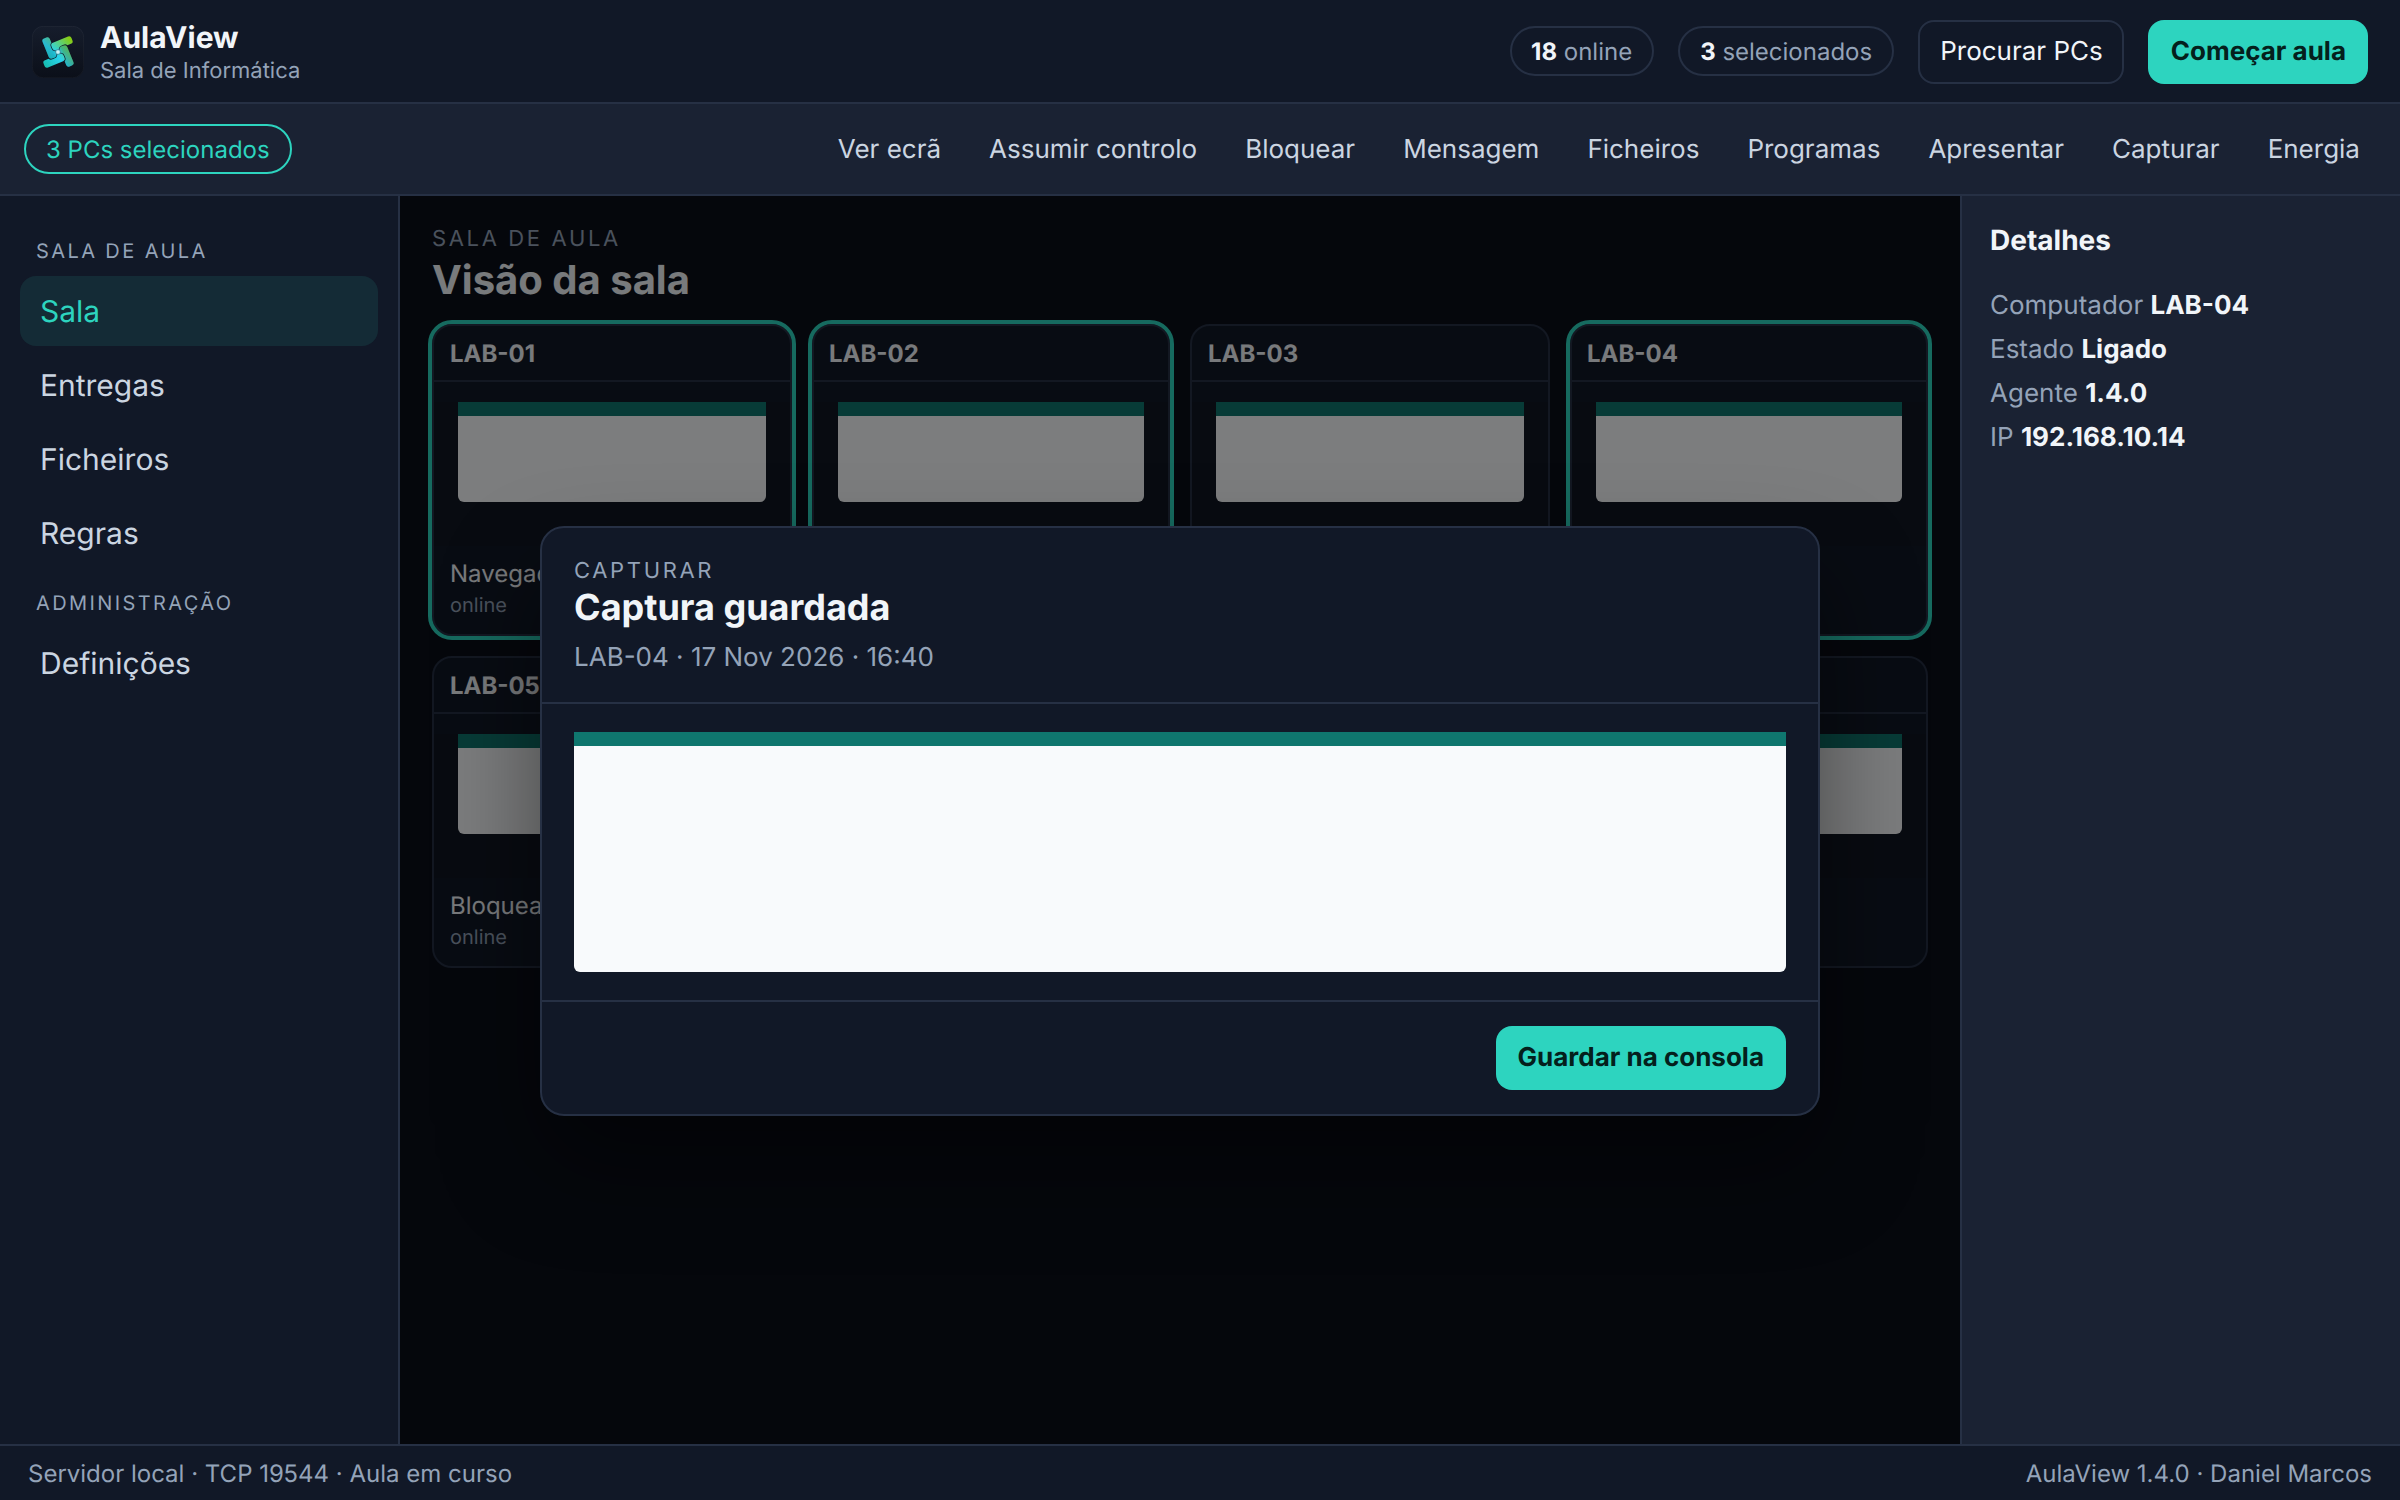 AulaView
Sala de Informática
18 online
3 selecionados
Procurar PCs
Começar aula
3 PCs selecionados
Ver ecrã
Assumir controlo
Bloquear
Mensagem
Ficheiros
Programas
Apresentar
Capturar
Energia
SALA DE AULA
Sala
Entregas
Ficheiros
Regras
ADMINISTRAÇÃO
Definições
SALA DE AULA
Visão da sala
LAB-01
LAB-02
LAB-03
LAB-04
online
LAB-05
online
CAPTURAR
Captura guardada
LAB-04 · 17 Nov 2026 · 16:40
Guardar na consola
Detalhes
Computador LAB-04
Estado Ligado
Agente 1.4.0
IP 192.168.10.14
Servidor local · TCP 19544 · Aula em curso
AulaView 1.4.0 · Daniel Marcos